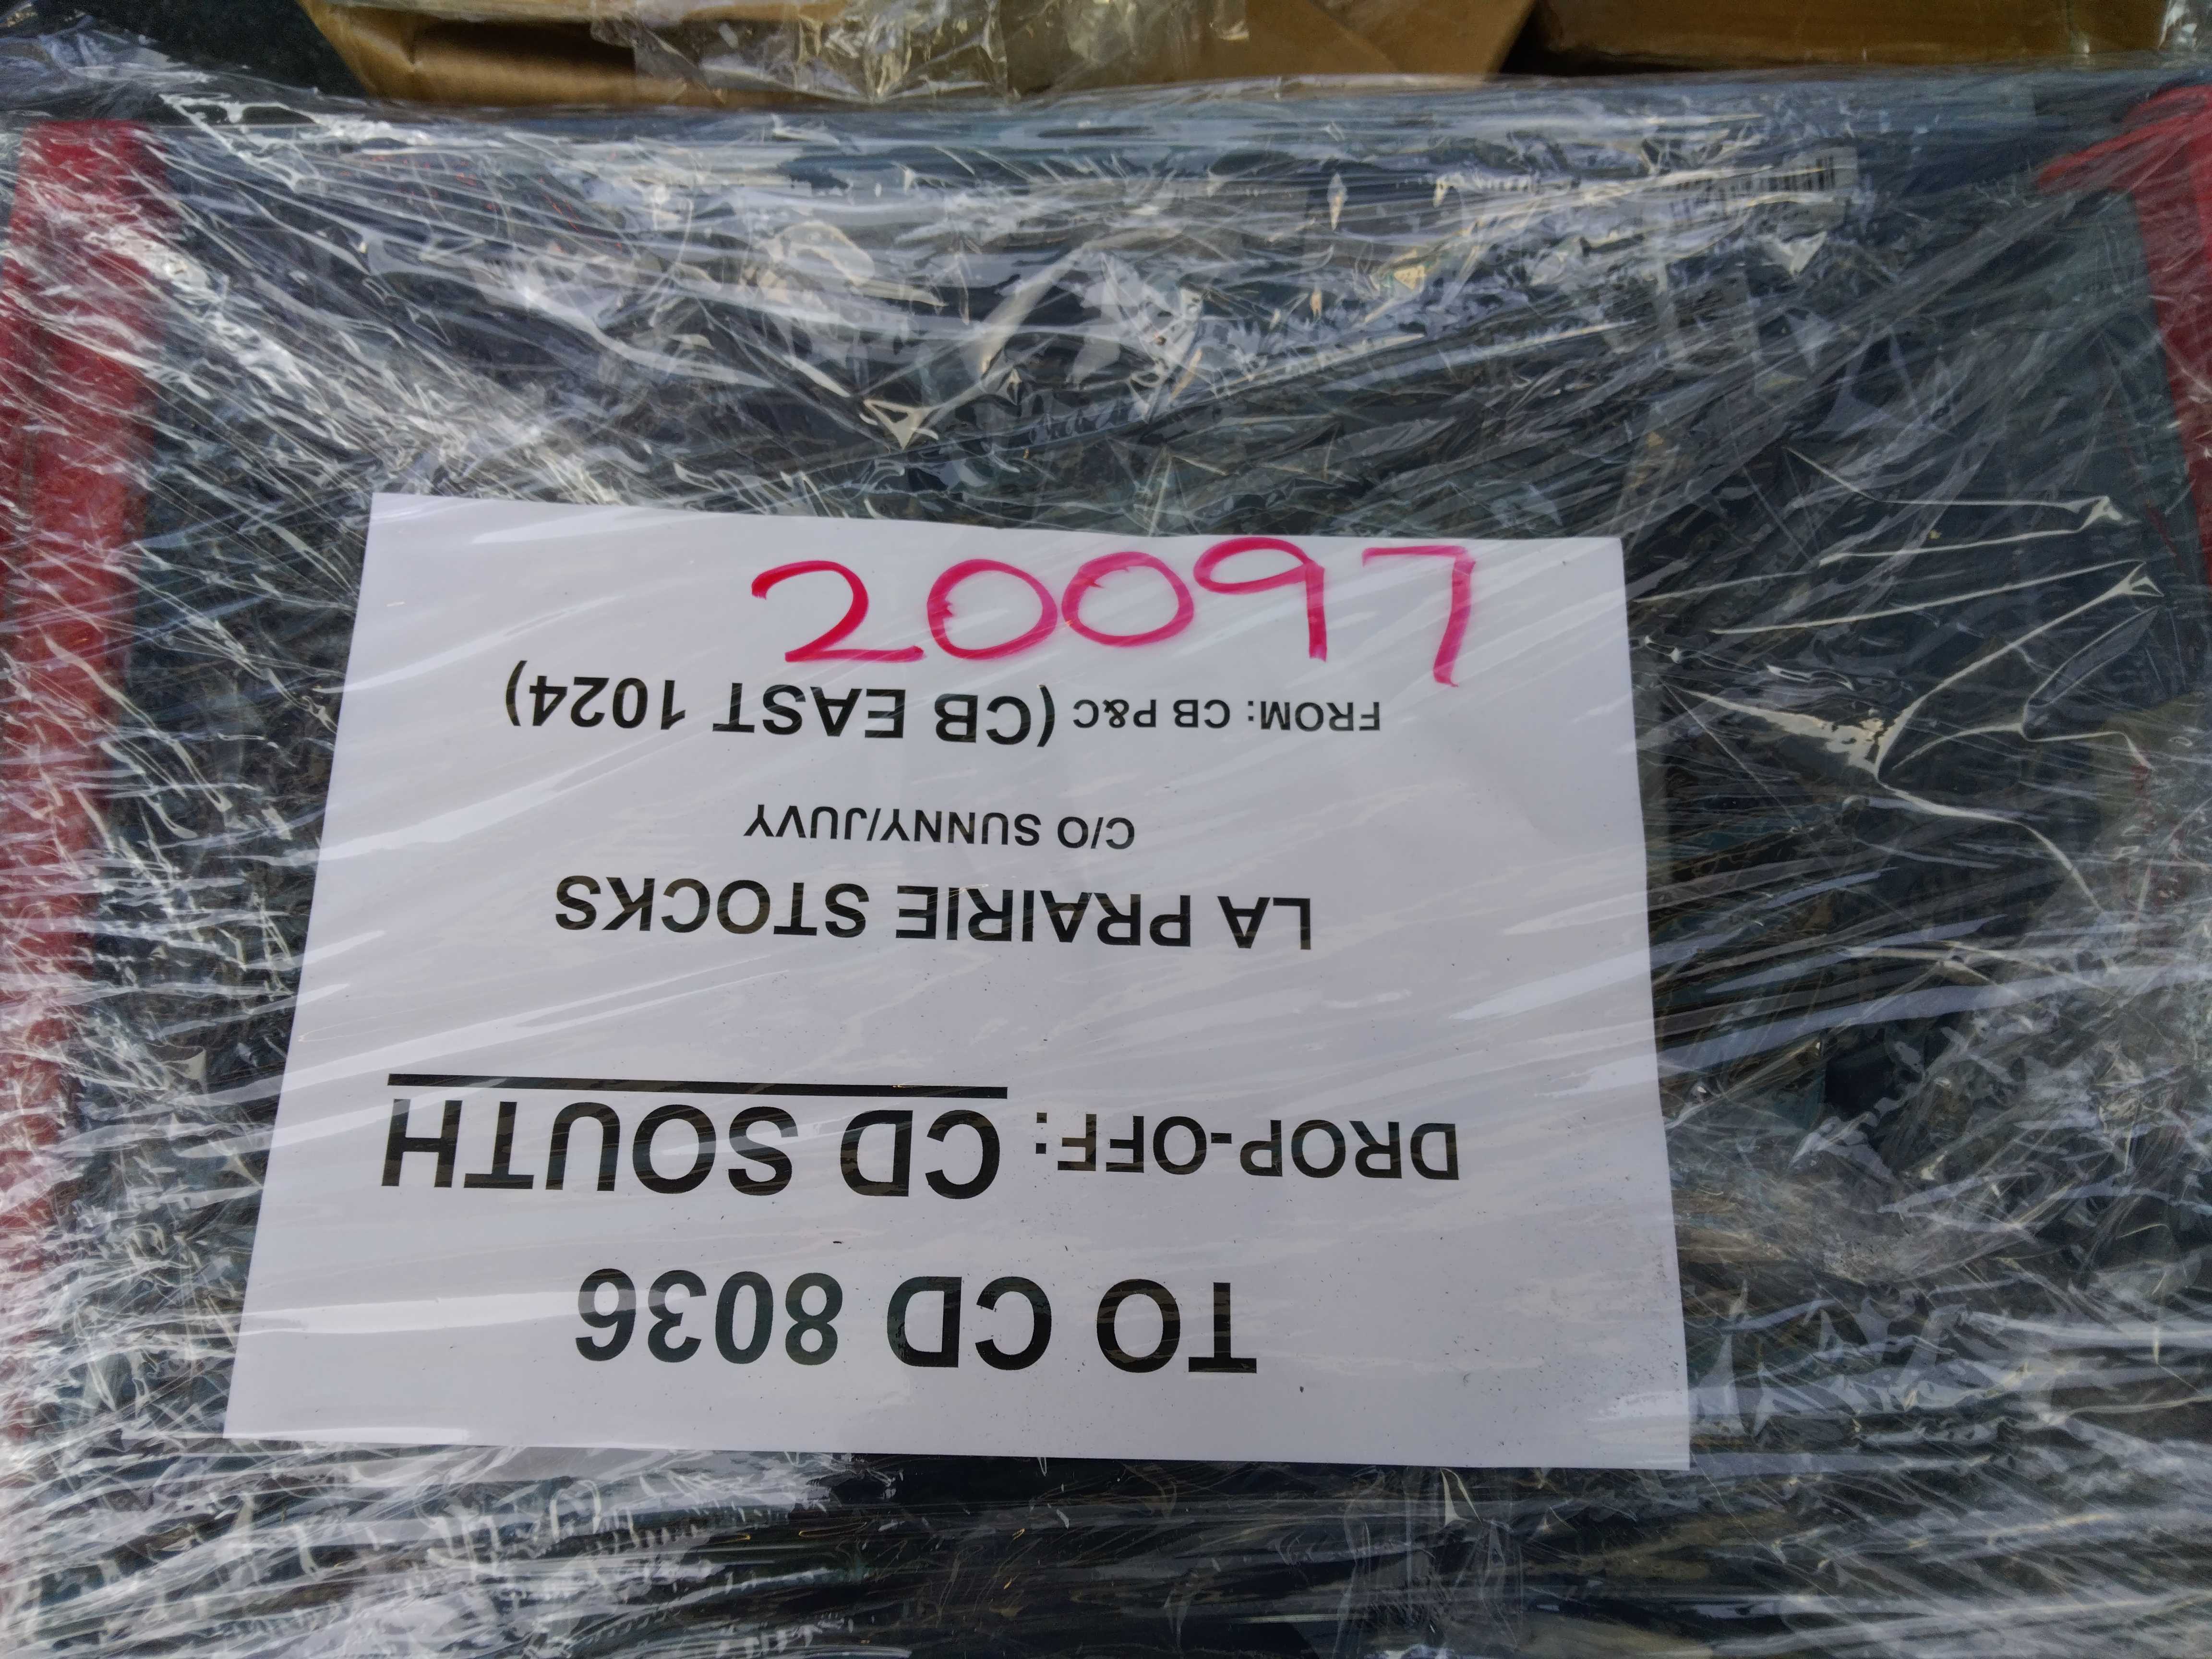 TO CD 8036
DROP-OFF: CD SOUTH
LA PRAIRIE STOCKS
C/O SUNNY/JUVY
FROM: CB P&C (CB EAST 1024)
20097